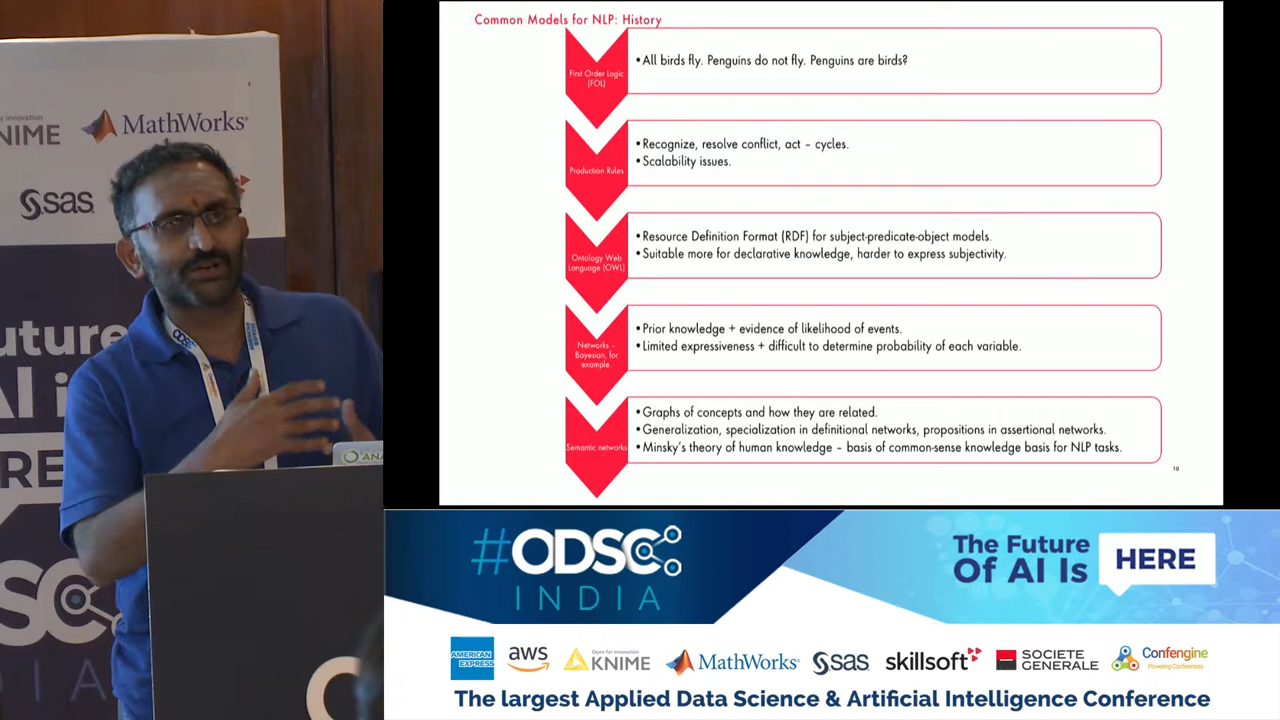 Common Models for NLP: History
First Order Logic
(FOL)
•All birds fly. Penguins do not fly. Penguins are birds?
Production Rules
•Recognize, resolve conflict, act – cycles.
•Scalability issues.
Ontology Web
Language (OWL)
•Resource Definition Format (RDF) for subject-predicate-object models.
•Suitable more for declarative knowledge, harder to express subjectivity.
Networks –
Bayesian, for
example.
•Prior knowledge + evidence of likelihood of events.
•Limited expressiveness + difficult to determine probability of each variable.
Semantic networks
•Graphs of concepts and how they are related.
•Generalization, specialization in definitional networks, propositions in assertional networks.
•Minsky's theory of human knowledge – basis of common-sense knowledge basis for NLP tasks.
10
MathWorks
sas
#ODSC
INDIA
The Future
Of AI Is
HERE
AMERICAN
EXPRESS
aws
Open for Innovation
KNIME
MathWorks
sas
skillsoft
SOCIETE
GENERALE
Confengine
Powering Conferences
The largest Applied Data Science & Artificial Intelligence Conference